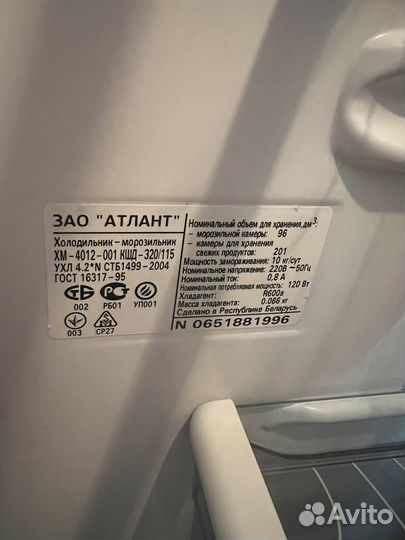 ЗАО "АТЛАНТ"
Холодильник-морозильник
ХМ-4012-001 КШД-320/115
УХЛ 4.2*N СТБ1499-2004
ГОСТ 16317-95
002 РБ01 УП001
003 СР27
Номинальный объем для хранения,дм³:
- морозильной камеры: 96
- камеры для хранения
свежих продуктов: 201
Мощность замораживания: 10 кг/сут
Номинальное напряжение: 220В ~50Гц
Номинальный ток: 0,8 А
Номинальная потребляемая мощность: 120 Вт
Хладагент: R600a
Масса хладагента: 0.066 кг
Сделано в Республике Беларусь
N 0651881996
Avito